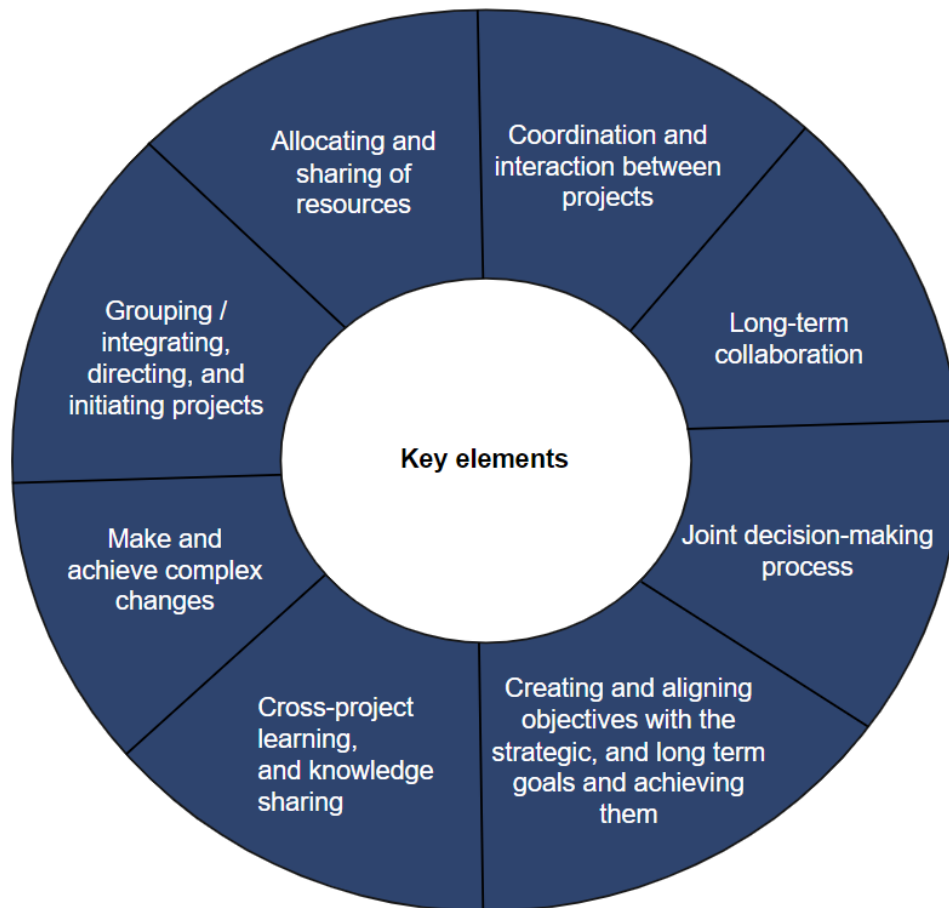 Allocating and
sharing of
resources
Coordination and
interaction between
projects
Long-term
collaboration
Joint decision-making
process
Creating and aligning
objectives with the
strategic, and long term
goals and achieving
them
Cross-project
learning,
and knowledge
sharing
Make and
achieve complex
changes
Grouping /
integrating,
directing, and
initiating projects
Key elements